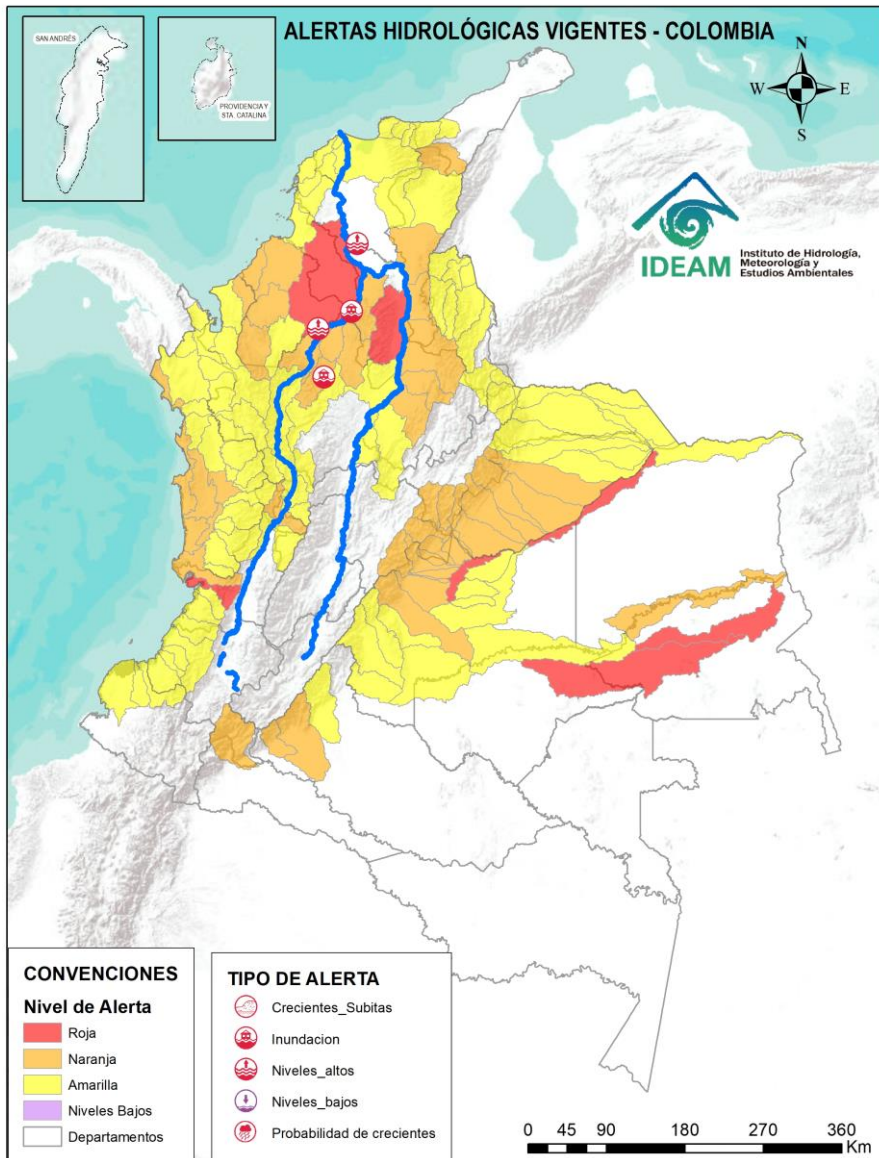 ALERTAS HIDROLÓGICAS VIGENTES - COLOMBIA
SAN ANDRÉS
PROVIDENCIA Y
STA. CATALINA
N
W
E
S
IDEAM
Instituto de Hidrología,
Meteorología y
Estudios Ambientales
CONVENCIONES
Nivel de Alerta
Roja
Naranja
Amarilla
Niveles Bajos
Departamentos
TIPO DE ALERTA
Crecientes_Subitas
Inundacion
Niveles_altos
Niveles_bajos
Probabilidad de crecientes
0 45 90 180 270 360
Km